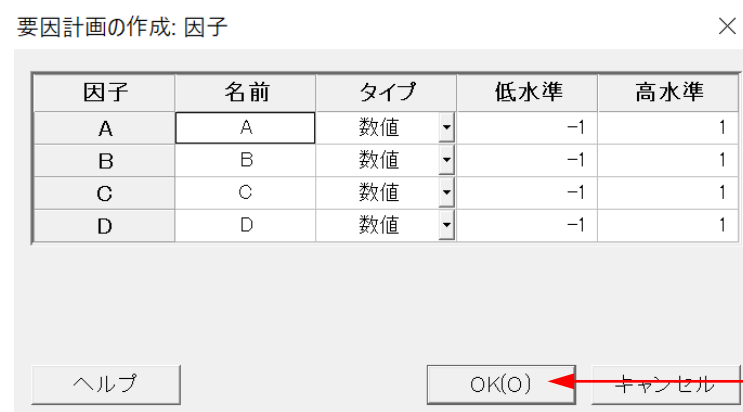 要因計画の作成: 因子
因子 名前 タイプ 低水準 高水準
A A 数値 -1 1
B B 数値 -1 1
C C 数値 -1 1
D D 数値 -1 1
ヘルプ OK(O) キャンセル